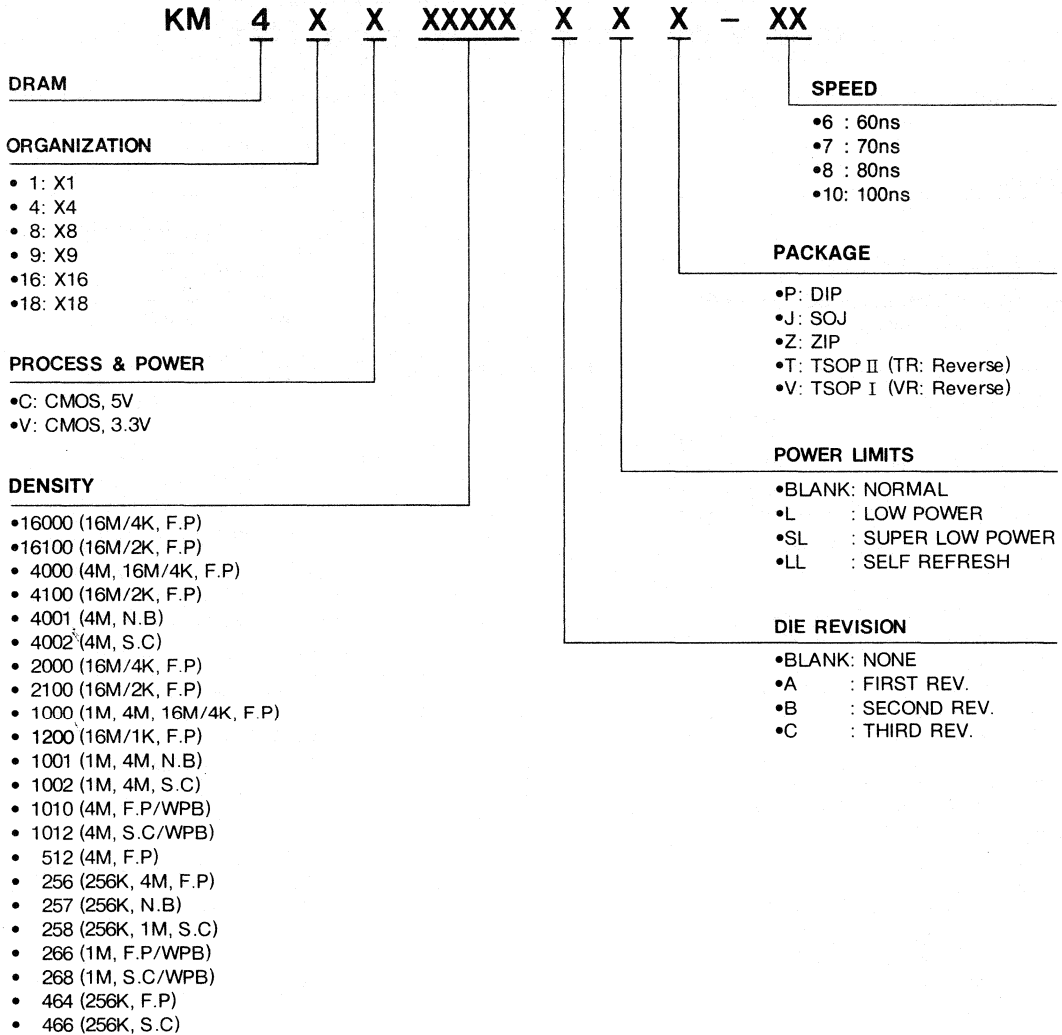 KM 4 X X XXXXX X X X – XX
DRAM
ORGANIZATION
• 1: X1
• 4: X4
• 8: X8
• 9: X9
•16: X16
•18: X18
PROCESS & POWER
•C: CMOS, 5V
•V: CMOS, 3.3V
DENSITY
•16000 (16M/4K, F.P)
•16100 (16M/2K, F.P)
• 4000 (4M, 16M/4K, F.P)
• 4100 (16M/2K, F.P)
• 4001 (4M, N.B)
• 4002 (4M, S.C)
• 2000 (16M/4K, F.P)
• 2100 (16M/2K, F.P)
• 1000 (1M, 4M, 16M/4K, F.P)
• 1200 (16M/1K, F.P)
• 1001 (1M, 4M, N.B)
• 1002 (1M, 4M, S.C)
• 1010 (4M, F.P/WPB)
• 1012 (4M, S.C/WPB)
• 512 (4M, F.P)
• 256 (256K, 4M, F.P)
• 257 (256K, N.B)
• 258 (256K, 1M, S.C)
• 266 (1M, F.P/WPB)
• 268 (1M, S.C/WPB)
• 464 (256K, F.P)
• 466 (256K, S.C)
SPEED
•6 : 60ns
•7 : 70ns
•8 : 80ns
•10: 100ns
PACKAGE
•P: DIP
•J: SOJ
•Z: ZIP
•T: TSOP II (TR: Reverse)
•V: TSOP I (VR: Reverse)
POWER LIMITS
•BLANK: NORMAL
•L : LOW POWER
•SL : SUPER LOW POWER
•LL : SELF REFRESH
DIE REVISION
•BLANK: NONE
•A : FIRST REV.
•B : SECOND REV.
•C : THIRD REV.